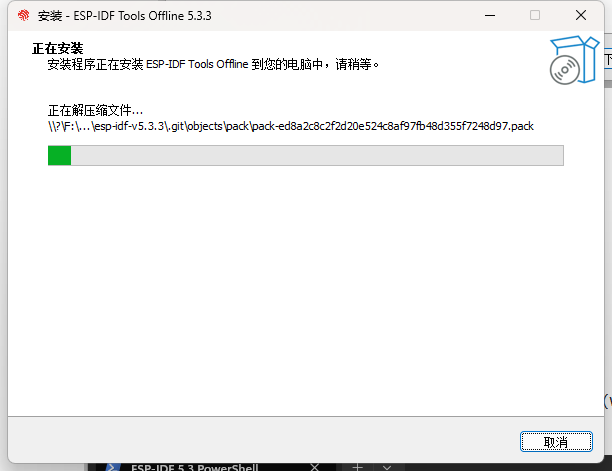 安装 - ESP-IDF Tools Offline 5.3.3
正在安装
安装程序正在安装 ESP-IDF Tools Offline 到您的电脑中，请稍等。
正在解压缩文件...
\\?\F:\...\esp-idf-v5.3.3\.git\objects\pack\pack-ed8a2c8c2f2d20e524c8af97fb48d355f7248d97.pack
取消
ESP-IDF 5.3 PowerShell